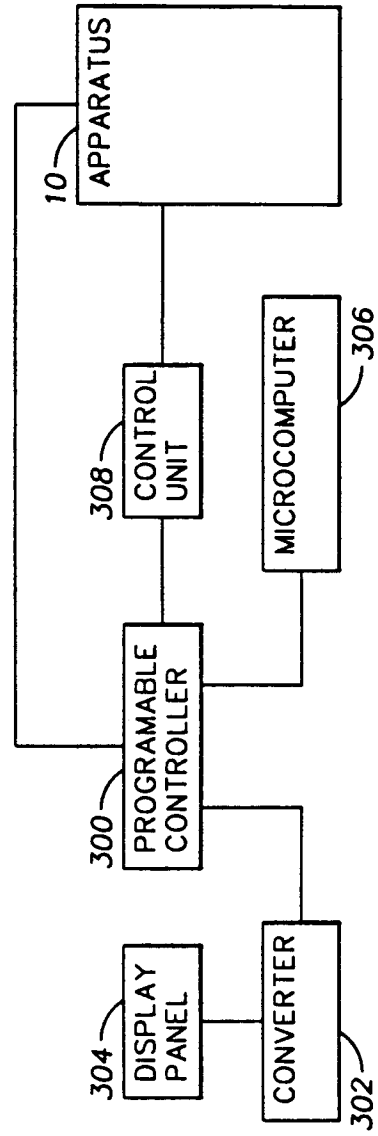 10
APPARATUS
308
CONTROL
UNIT
MICROCOMPUTER
306
300
PROGRAMABLE
CONTROLLER
304
DISPLAY
PANEL
CONVERTER
302